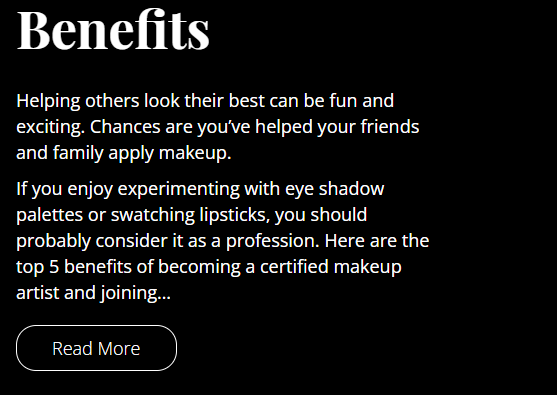 Benefits
Helping others look their best can be fun and
exciting. Chances are you’ve helped your friends
and family apply makeup.
If you enjoy experimenting with eye shadow
palettes or swatching lipsticks, you should
probably consider it as a profession. Here are the
top 5 benefits of becoming a certified makeup
artist and joining...
Read More